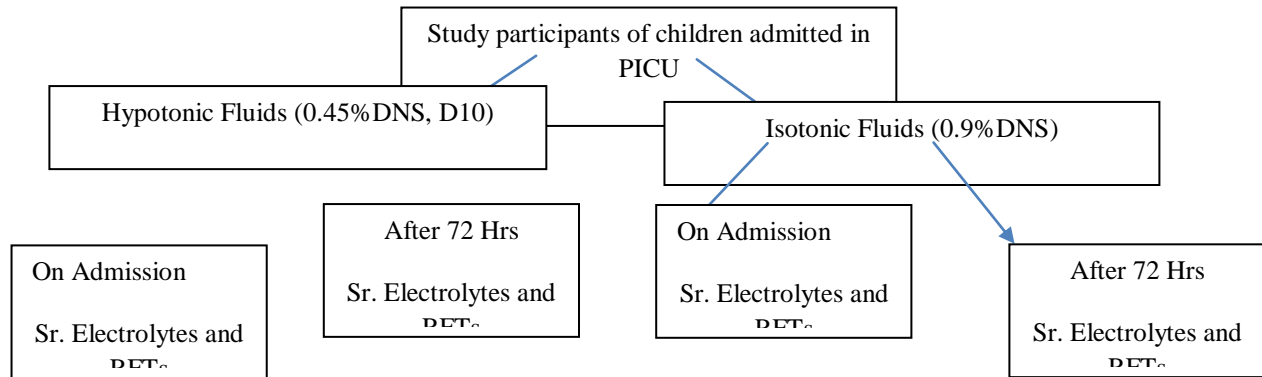 Study participants of children admitted in
PICU
Hypotonic Fluids (0.45%DNS, D10)
Isotonic Fluids (0.9%DNS)
On Admission
Sr. Electrolytes and
After 72 Hrs
Sr. Electrolytes and
On Admission
Sr. Electrolytes and
After 72 Hrs
Sr. Electrolytes and